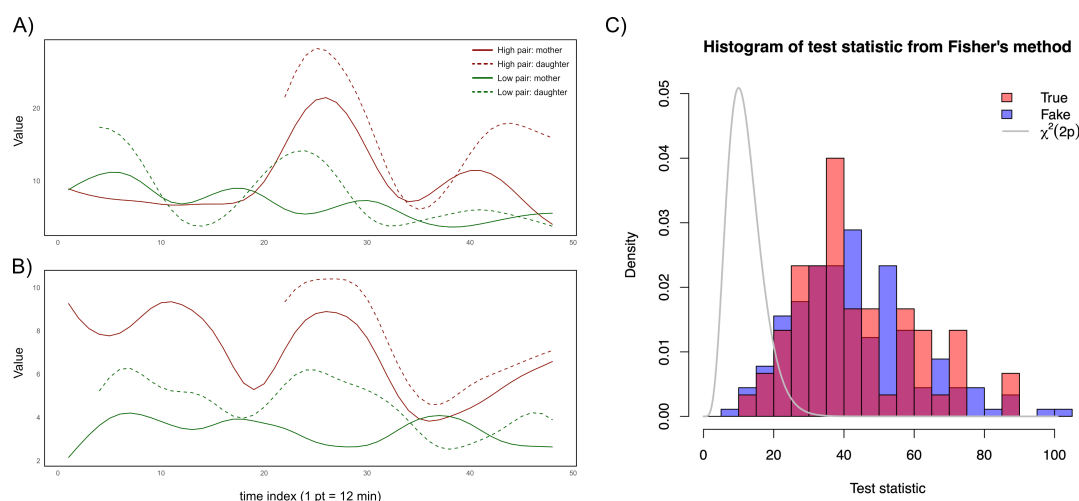 A)
High pair: mother
High pair: daughter
Low pair: mother
Low pair: daughter
Value
20
10
0 10 20 30 40 50
B)
10
8
6
4
2
Value
0 10 20 30 40 50
time index (1 pt = 12 min)
C)
Histogram of test statistic from Fisher's method
True
Fake
χ²(2p)
Density
0.05
0.04
0.03
0.02
0.01
0.00
0 20 40 60 80 100
Test statistic